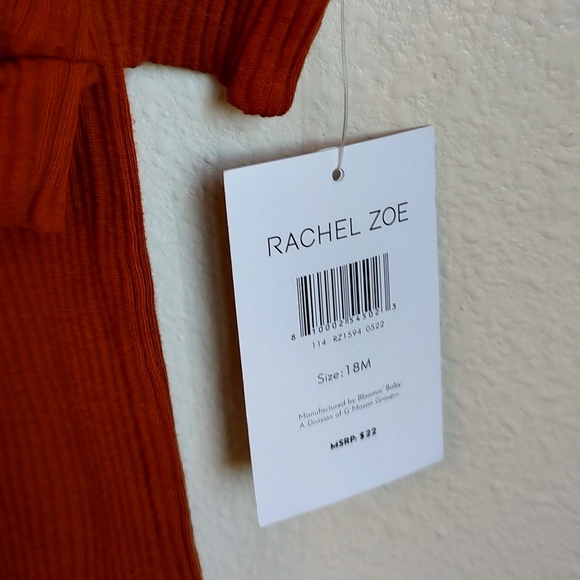 RACHEL ZOE
8 10002 54502 3
114 RZ1594 0522
Size: 18M
Manufactured by Bloomin' Baby
A Division of G Mason Group™
MSRP: $22